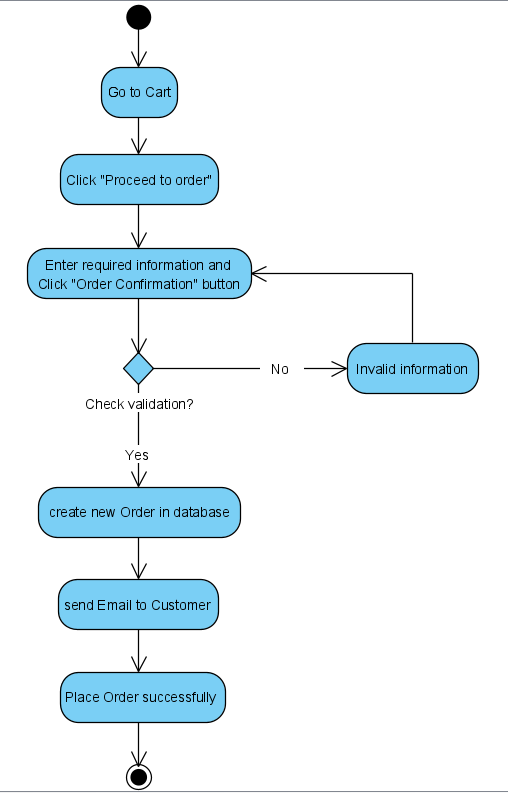 Go to Cart
Click "Proceed to order"
Enter required information and
Click "Order Confirmation" button
No
Invalid information
Check validation?
Yes
create new Order in database
send Email to Customer
Place Order successfully